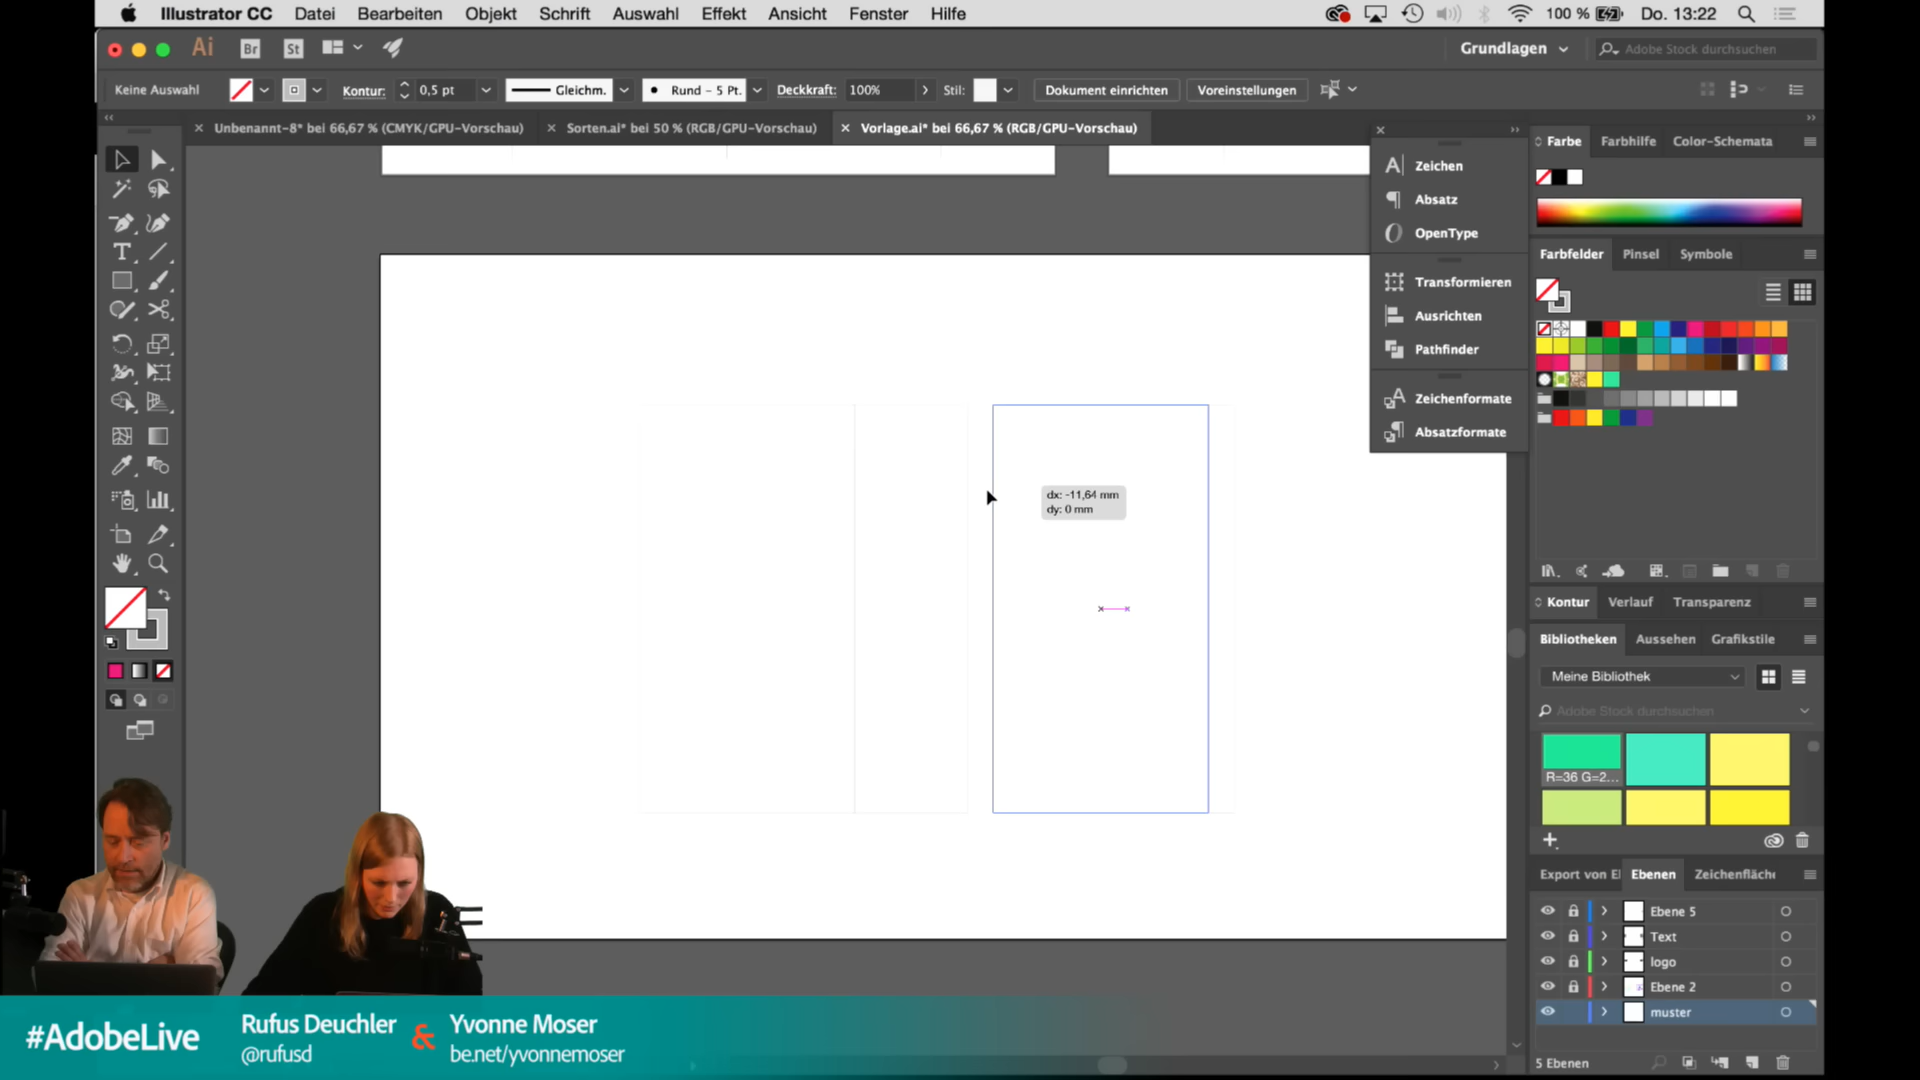 Illustrator CC Datei Bearbeiten Objekt Schrift Auswahl Effekt Ansicht Fenster Hilfe 100 % Do. 13:22
Ai Br St Grundlagen Adobe Stock durchsuchen
Keine Auswahl Kontur: 0,5 pt Gleichm. Rund - 5 Pt. Deckkraft: 100% Stil: Dokument einrichten Voreinstellungen
Unbenannt-8* bei 66,67 % (CMYK/GPU-Vorschau) Sorten.ai* bei 50 % (RGB/GPU-Vorschau) Vorlage.ai* bei 66,67 % (RGB/GPU-Vorschau)
Zeichen
Absatz
OpenType
Transformieren
Ausrichten
Pathfinder
Zeichenformate
Absatzformate
dx: -11,64 mm
dy: 0 mm
Farbe Farbhilfe Color-Schemata
Farbfelder Pinsel Symbole
Kontur Verlauf Transparenz
Bibliotheken Aussehen Grafikstile
Meine Bibliothek
Adobe Stock durchsuchen
R=36 G=2...
Export von El Ebenen Zeichenfläche
Ebene 5
Text
logo
Ebene 2
muster
5 Ebenen
#AdobeLive
Rufus Deuchler & Yvonne Moser
@rufusd be.net/yvonnemoser